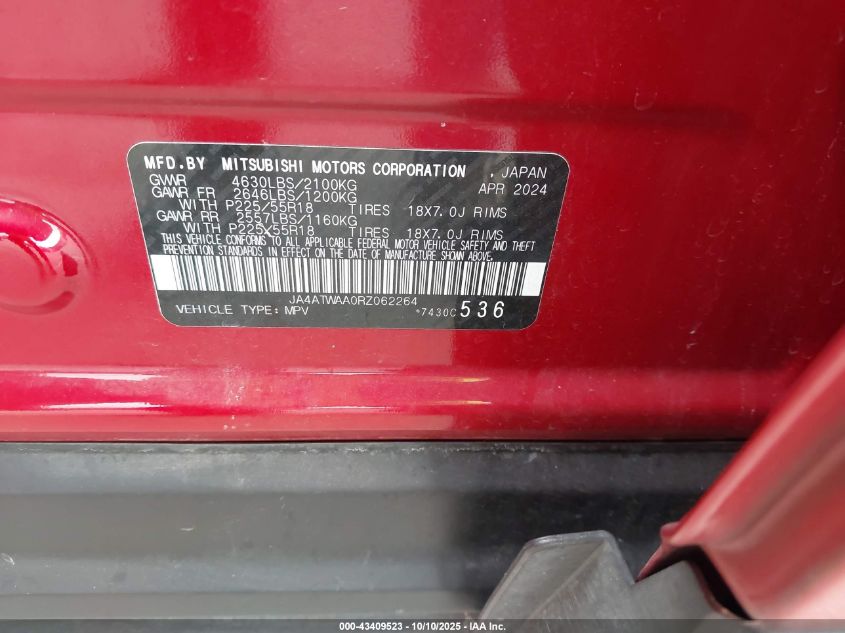 MFD.BY MITSUBISHI MOTORS CORPORATION , JAPAN
GVWR 4630LBS/2100KG APR 2024
GAWR FR 2646LBS/1200KG
WITH P225/55R18 TIRES 18X7.0J RIMS
GAWR RR 2557LBS/1160KG
WITH P225/55R18 TIRES 18X7.0J RIMS
THIS VEHICLE CONFORMS TO ALL APPLICABLE FEDERAL MOTOR VEHICLE SAFETY AND THEFT
PREVENTION STANDARDS IN EFFECT ON THE DATE OF MANUFACTURE SHOWN ABOVE.
JA4ATWAA0RZ062264
VEHICLE TYPE: MPV *7430C 536
000-43409523 - 10/10/2025 - IAA Inc.